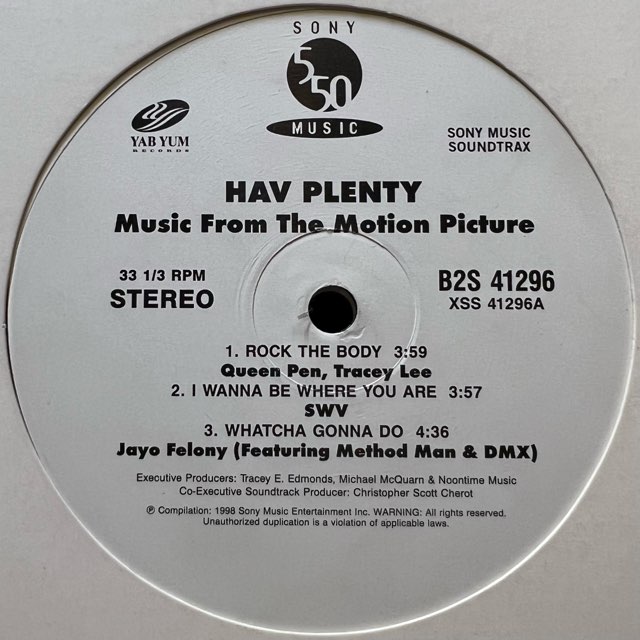 SONY
550
MUSIC
YAB YUM
RECORDS
SONY MUSIC
SOUNDTRAX
HAV PLENTY
Music From The Motion Picture
33 1/3 RPM
STEREO
B2S 41296
XSS 41296A
1. ROCK THE BODY 3:59
Queen Pen, Tracey Lee
2. I WANNA BE WHERE YOU ARE 3:57
SWV
3. WHATCHA GONNA DO 4:36
Jayo Felony (Featuring Method Man & DMX)
Executive Producers: Tracey E. Edmonds, Michael McQuarn & Noontime Music
Co-Executive Soundtrack Producer: Christopher Scott Cherot
℗ Compilation: 1998 Sony Music Entertainment Inc. WARNING: All rights reserved.
Unauthorized duplication is a violation of applicable laws.